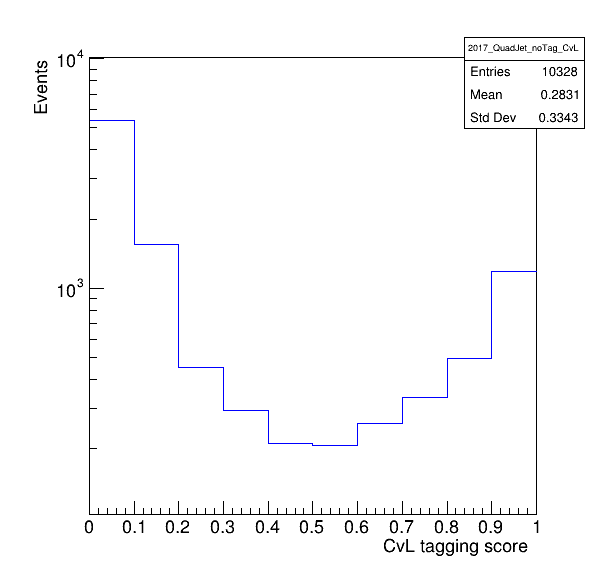 2017_QuadJet_noTag_CvL
Entries 10328
Mean 0.2831
Std Dev 0.3343
Events
10^4
10^3
0 0.1 0.2 0.3 0.4 0.5 0.6 0.7 0.8 0.9 1
CvL tagging score